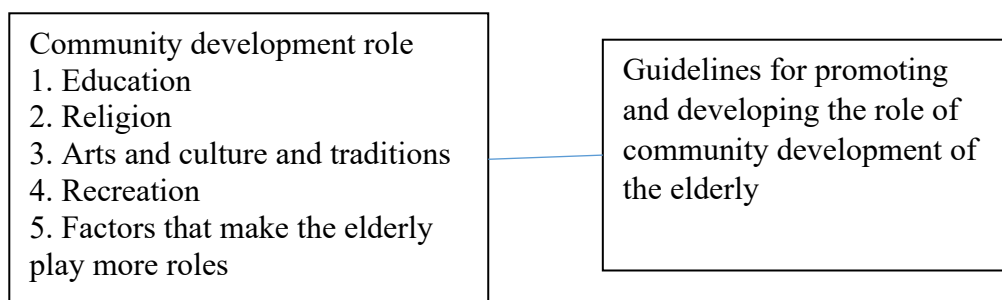 Community development role
1. Education
2. Religion
3. Arts and culture and traditions
4. Recreation
5. Factors that make the elderly
play more roles
Guidelines for promoting
and developing the role of
community development of
the elderly